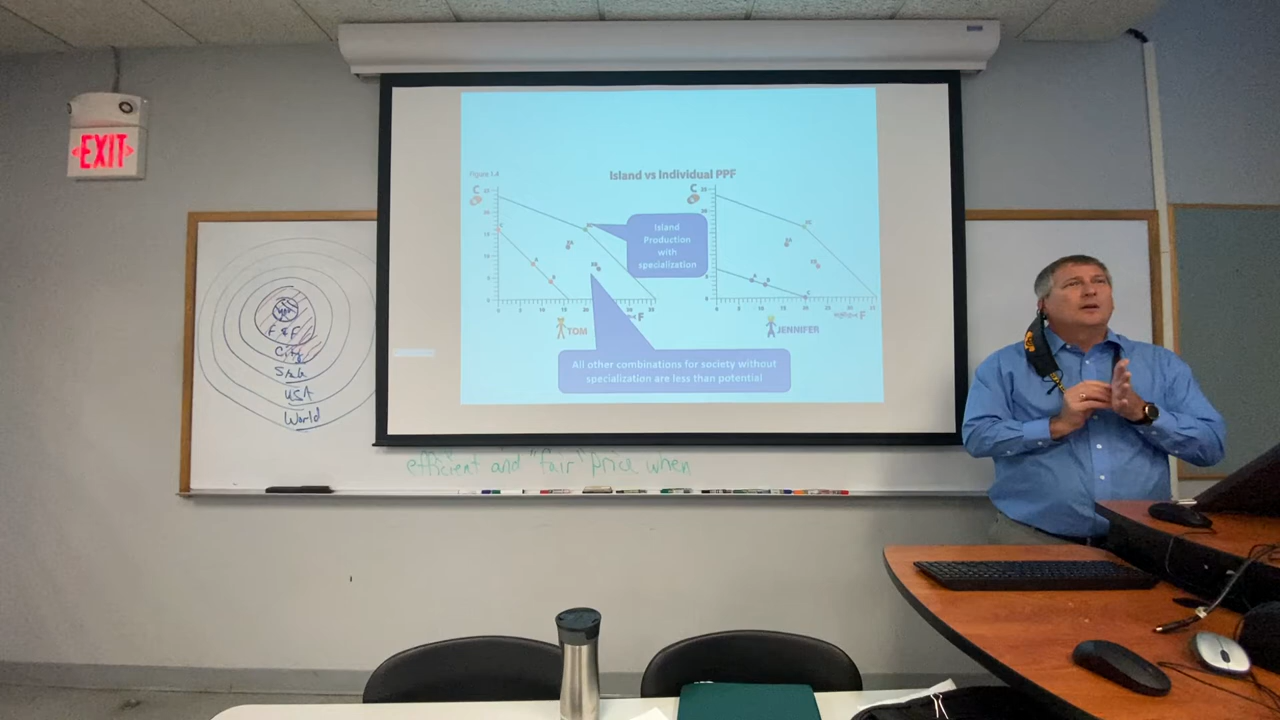 EXIT
Figure 1.4
Island vs Individual PPF
C
C
Island
Production
with
specialization
F
F
TOM
JENNIFER
All other combinations for society without
specialization are less than potential
F & F
City
State
USA
World
efficient and "fair" Price when